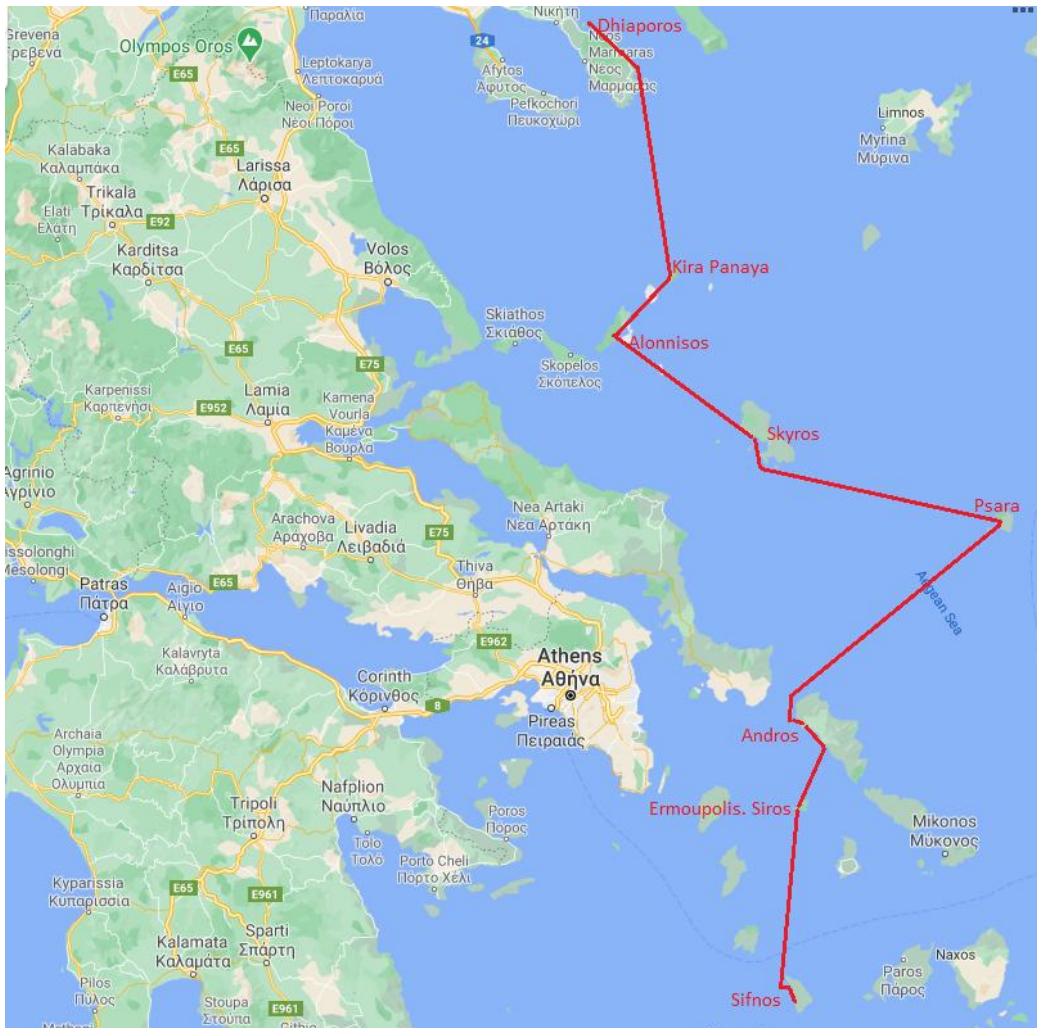 Παραλία
Νικήτη
Dhiaporos
Grevena
Γρεβενά
Olympos Oros
24
Neos
Marmaras
Νέος
Μαρμαράς
E65
Leptokarya
Λεπτοκαρυά
Afytos
Άφυτος
Pefkochori
Πευκοχώρι
Neoi Poroi
Νέοι Πόροι
Limnos
Myrina
Μύρινα
E65
Kalabaka
Καλαμπάκα
Larissa
Λάρισα
Trikala
Τρίκαλα
Elati
Ελάτη
E92
Karditsa
Καρδίτσα
Volos
Βόλος
Kira Panaya
Skiathos
Σκιάθος
Alonnisos
E65
Skopelos
Σκόπελος
E75
Karpenissi
Καρπενήσι
Lamia
Λαμία
E952
Kamena
Vourla
Καμένα
Βουρλα
Skyros
Agrinio
Αγρίνιο
Nea Artaki
Νέα Αρτάκη
Psara
Arachova
Αράχοβα
Livadia
Λειβαδιά
E75
issolonghi
Thiva
Θήβα
Patras
Πάτρα
Aigio
Αίγιο
E65
Aegean Sea
E962
Kalavryta
Καλάβρυτα
Athens
Αθήνα
Corinth
Κόρινθος
8
Pireas
Πειραιάς
Andros
Archaia
Olympia
Αρχαία
Ολυμπία
Nafplion
Ναύπλιο
Ermoupolis. Siros
Tripoli
Τρίπολη
Poros
Πόρος
Mikonos
Μύκονος
Tolo
Τολό
Porto Cheli
Πόρτο Χέλι
Kyparissia
Κυπαρισσία
E65
E961
Sparti
Σπάρτη
Kalamata
Καλαμάτα
Paros
Πάρος
Naxos
Pilos
Πύλος
Sifnos
Stoupa
Στούπα
E961